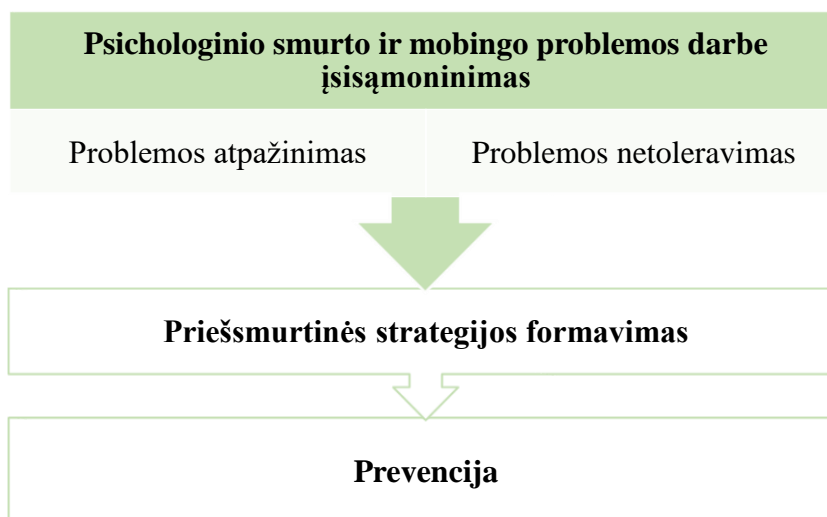 Psichologinio smurto ir mobingo problemos darbe
įsisąmoninimas
Problemos atpažinimas
Problemos netoleravimas
Priešsmurtinės strategijos formavimas
Prevencija